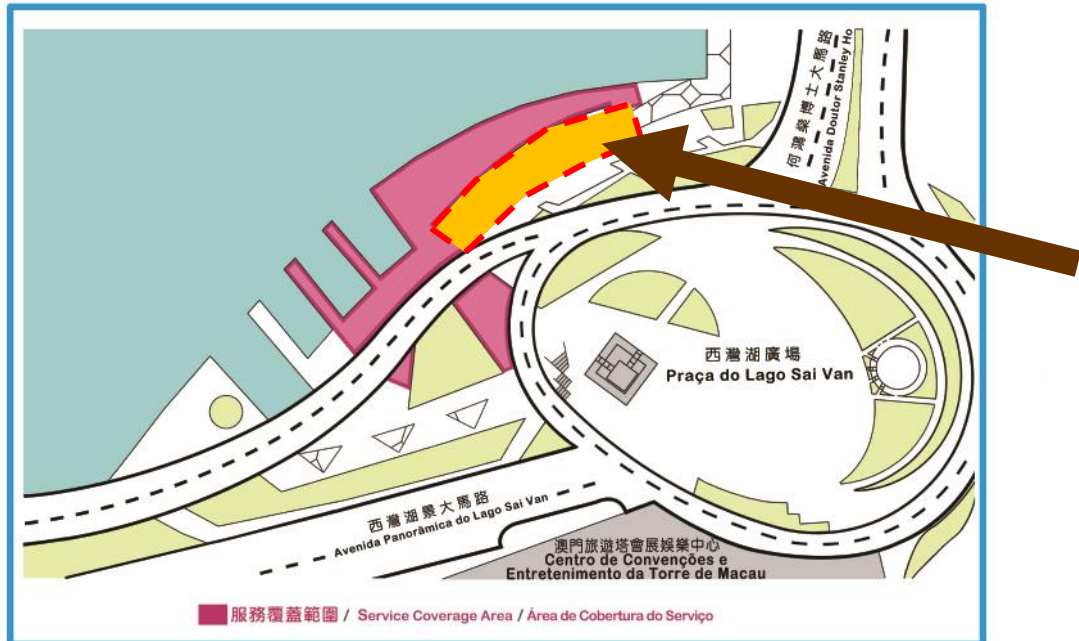 何鴻燊博士大馬路
Avenida Doutor Stanley Ho
西灣湖廣場
Praça do Lago Sai Van
西灣湖景大馬路
Avenida Panorâmica do Lago Sai Van
澳門旅遊塔會展娛樂中心
Centro de Convenções e
Entretenimento da Torre de Macau
服務覆蓋範圍 / Service Coverage Area / Área de Cobertura do Serviço